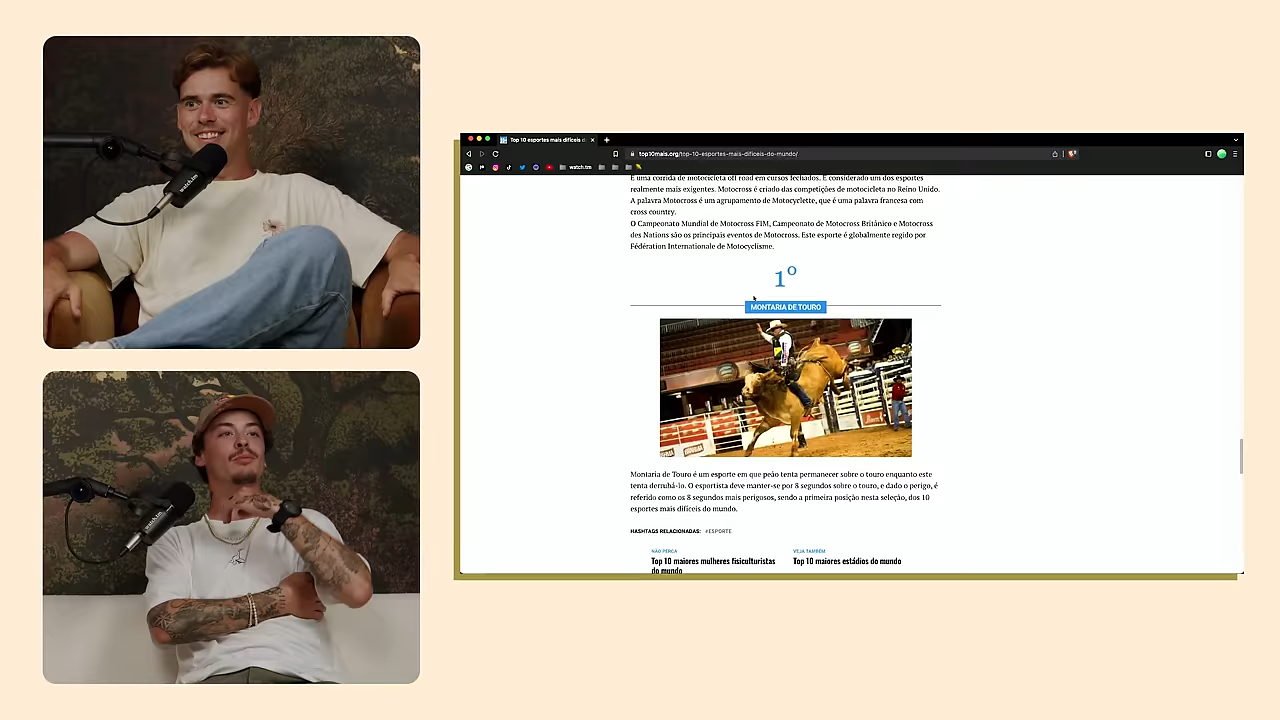 watch.tm
watch.tm
Top 10 esportes mais difíceis d
top10mais.org/top-10-esportes-mais-dificeis-do-mundo/
watch.tm
É uma corrida de motocicleta off road em cursos fechados. É considerado um dos esportes
realmente mais exigentes. Motocross é criado das competições de motocicleta no Reino Unido.
A palavra Motocross é um agrupamento de Motocyclette, que é uma palavra francesa com
cross country.
O Campeonato Mundial de Motocross FIM, Campeonato de Motocross Britânico e Motocross
des Nations são os principais eventos de Motocross. Este esporte é globalmente regido por
Fédération Internationale de Motocyclisme.
1º
MONTARIA DE TOURO
Montaria de Touro é um esporte em que peão tenta permanecer sobre o touro enquanto este
tenta derrubá-lo. O esportista deve manter-se por 8 segundos sobre o touro, e dado o perigo, é
referido como os 8 segundos mais perigosos, sendo a primeira posição nesta seleção, dos 10
esportes mais difíceis do mundo.
HASHTAGS RELACIONADAS: #ESPORTE
NÃO PERCA
Top 10 maiores mulheres fisiculturistas
do mundo
VEJA TAMBÉM
Top 10 maiores estádios do mundo